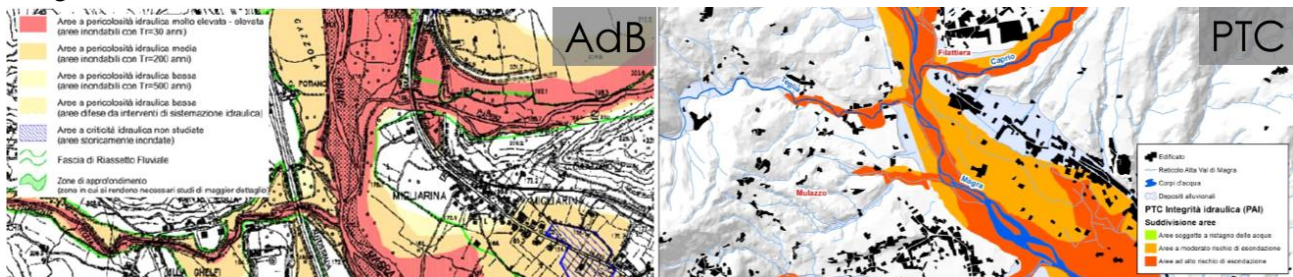 Aree a pericolosità idraulica molto elevata - elevata
(aree inondabili con Tr=30 anni)
Aree a pericolosità idraulica media
(aree inondabili con Tr=200 anni)
Aree a pericolosità idraulica bassa
(aree inondabili con Tr=500 anni)
Aree a pericolosità idraulica bassa
(aree difese da interventi di sistemazione idraulica)
Aree a criticità idraulica non studiate
(aree storicamente inondate)
Fascia di Riassetto Fluviale
Zone di approfondimento
(zona in cui si rendono necessari studi di maggior dettaglio)
AdB
GAZZOLA
MIGLIARINA
MIGLIARINA
GHELFI
PTC
Filattiera
Caprio
Mulazzo
Magra
Edificato
Reticolo Alta Val di Magra
Corpi d'acqua
Depositi alluvionali
PTC Integrità idraulica (PAI)
Suddivisione aree
Aree soggette a ristagno delle acque
Aree a moderato rischio di esondazione
Aree ad alto rischio di esondazione